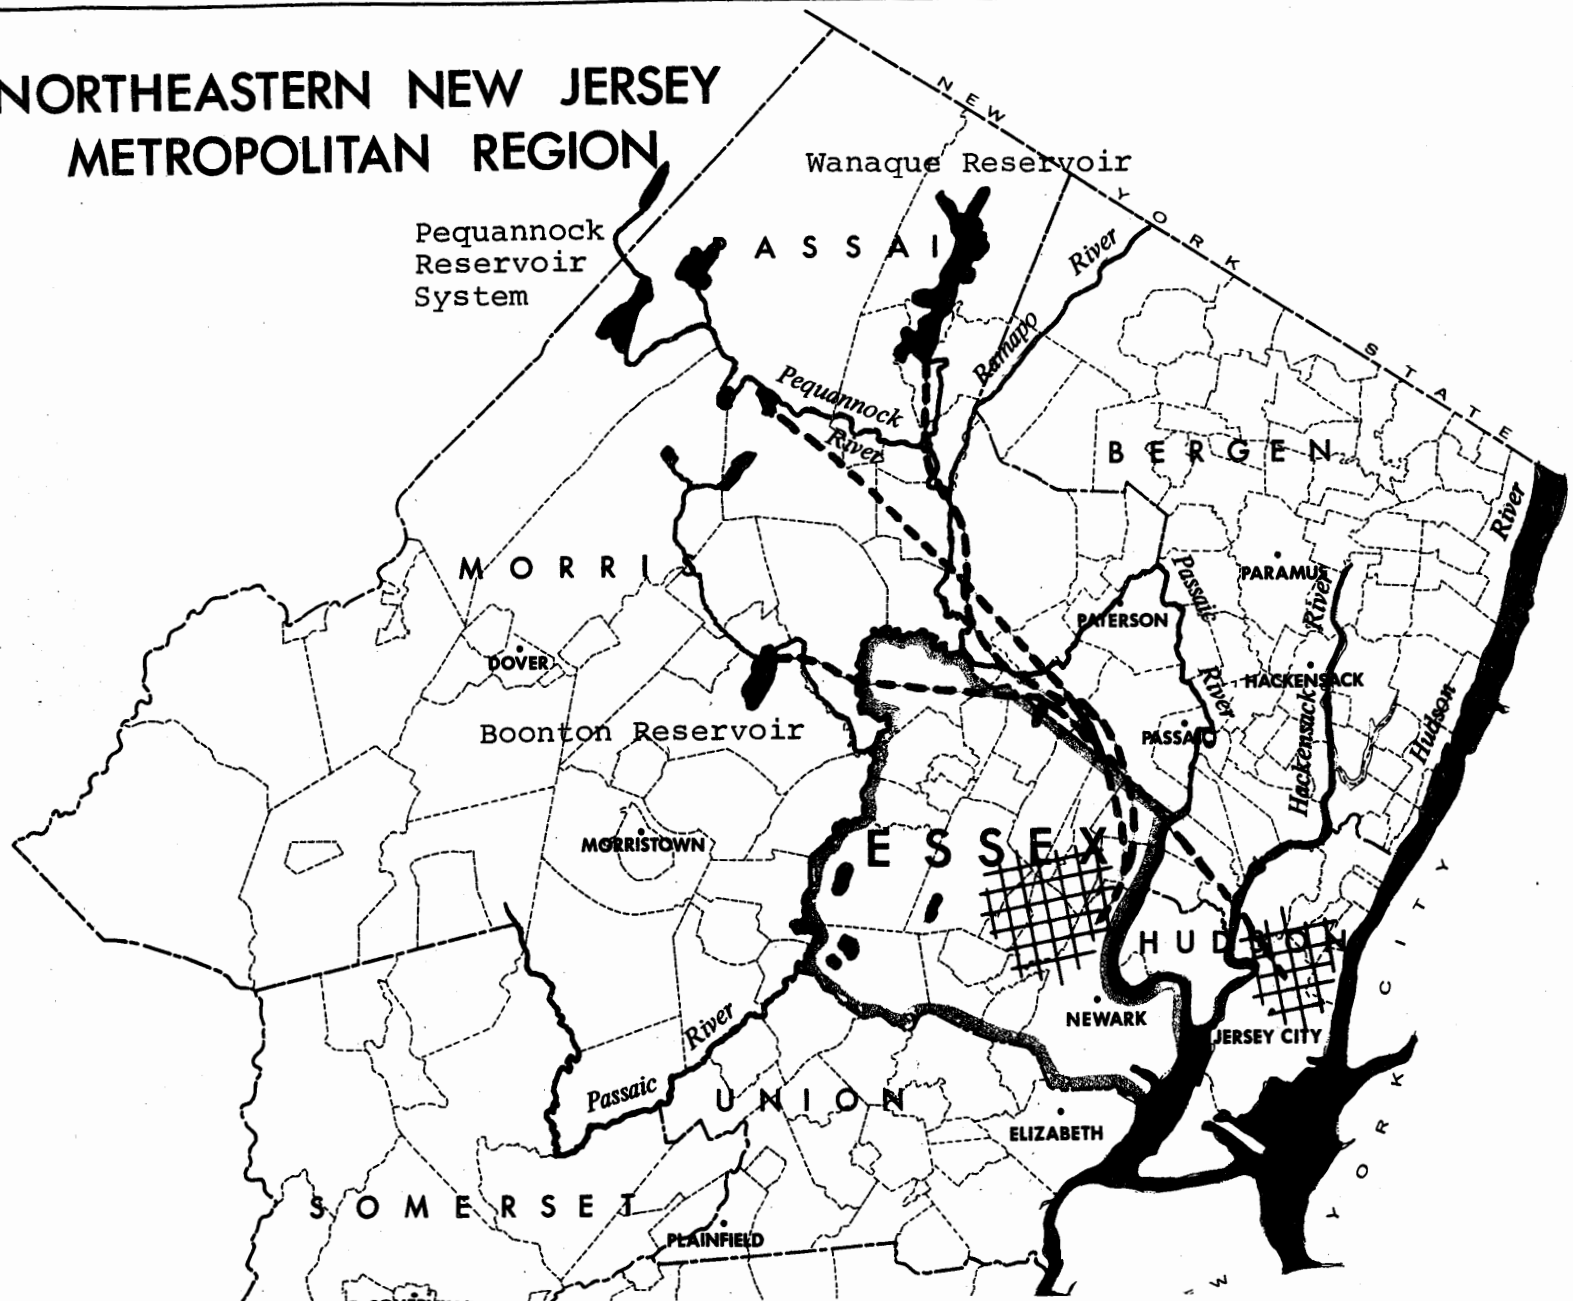 NORTHEASTERN NEW JERSEY
METROPOLITAN REGION
NEW YORK STATE
Wanaque Reservoir
Pequannock
Reservoir
System
PASSAI
Ramapo River
Pequannock
River
BERGEN
River
MORRIS
PARAMUS
Passaic
River
PATERSON
DOVER
HACKENSACK
Hackensack River
Hudson
Boonton Reservoir
PASSAIC
MORRISTOWN
ESSEX
HUDSON
NEWARK
JERSEY CITY
Passaic River
UNION
ELIZABETH
YORK CITY
SOMERSET
PLAINFIELD
W